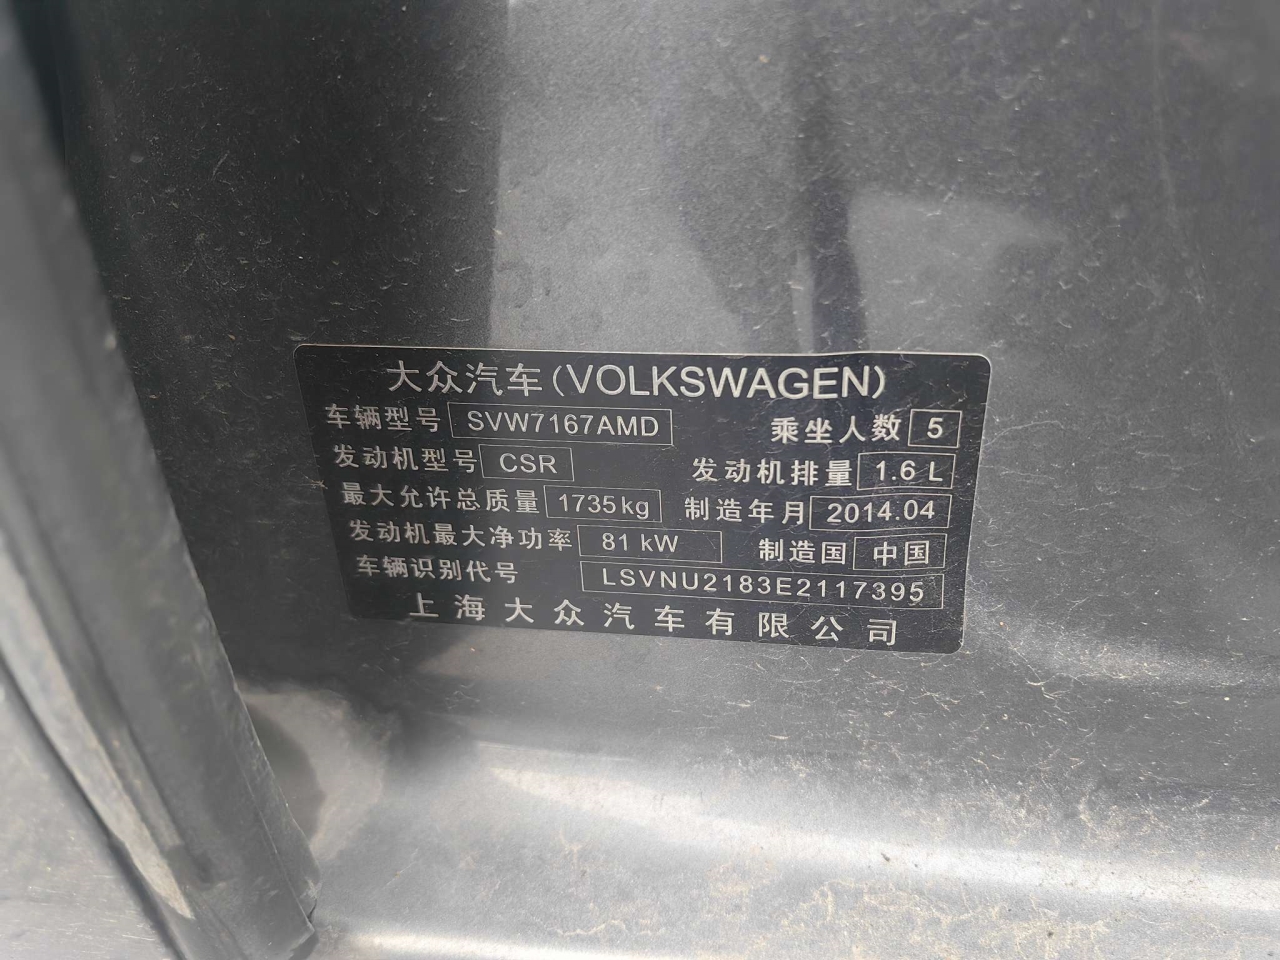 大众汽车(VOLKSWAGEN)
车辆型号 SVW7167AMD 乘坐人数 5
发动机型号 CSR 发动机排量 1.6 L
最大允许总质量 1735kg 制造年月 2014.04
发动机最大净功率 81 kW 制造国 中国
车辆识别代号 LSVNU2183E2117395
上海大众汽车有限公司